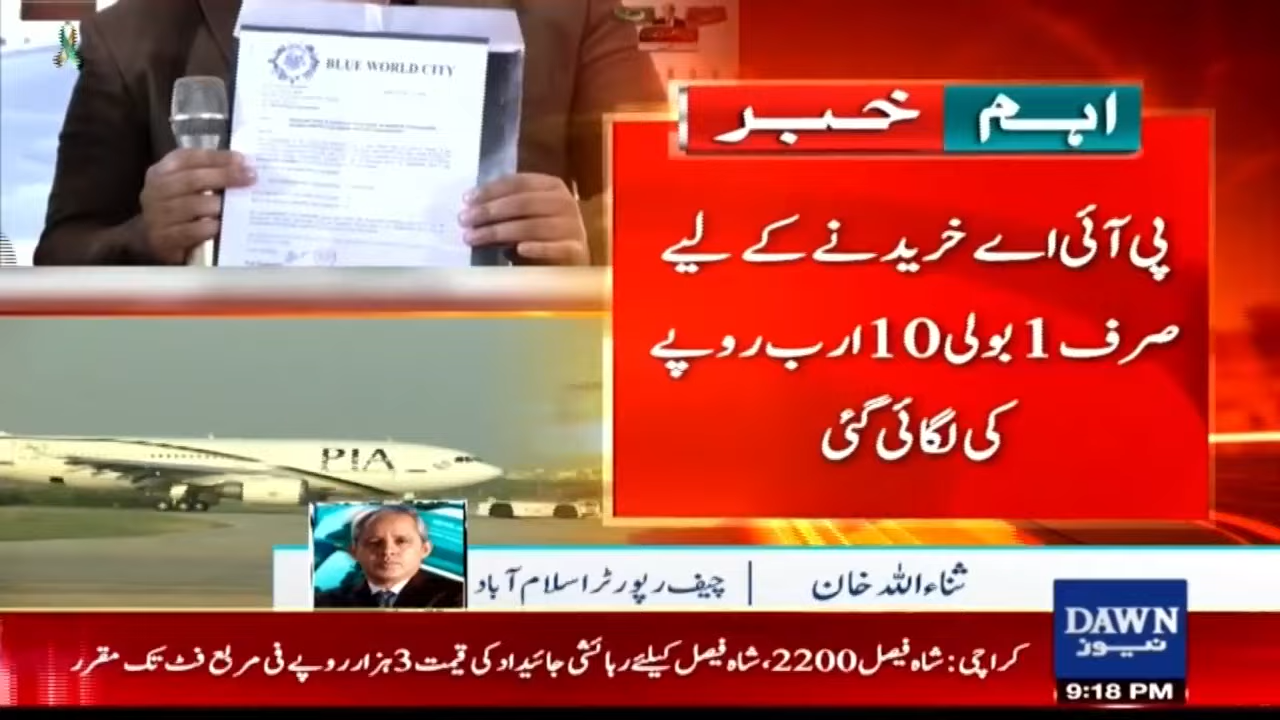 BLUE WORLD CITY
اہم خبر
پی آئی اے خریدنے کے لیے
صرف 1 بولی 10 ارب روپے
کی لگائی گئی
PIA
ثناءاللہ خان | چیف رپورٹر اسلام آباد
کراچی: شاہ فیصل 2200، شاہ فیصل کیلئے رہائشی جائیداد کی قیمت 3 ہزار روپے فی مربع فٹ تک مقرر
DAWN
نیوز
9:18 PM